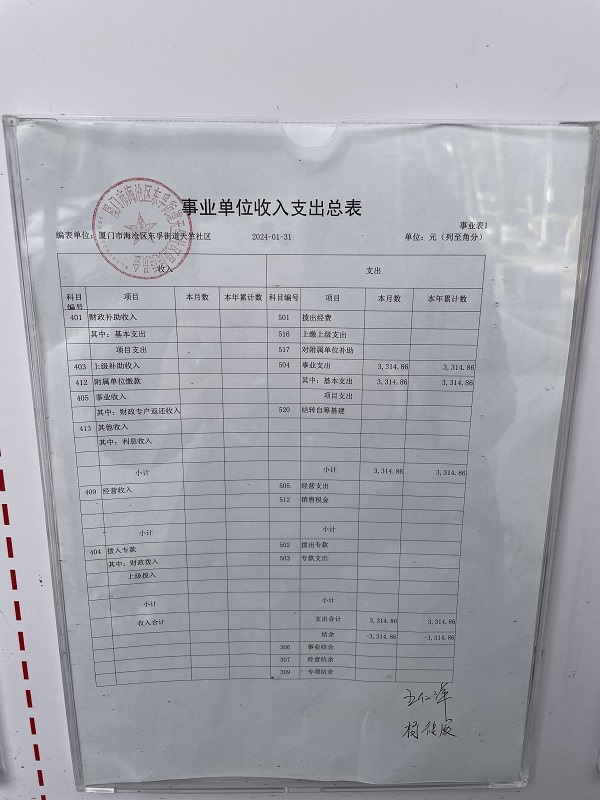 事业单位收入支出总表
事业表1
编表单位：厦门市海沧区东孚街道天竺社区 2024-01-31 单位：元（列至角分）
收入 支出
科目编号 项目 本月数 本年累计数 科目编号 项目 本月数 本年累计数
401 财政补助收入 501 拨出经费
其中：基本支出 516 上缴上级支出
项目支出 517 对附属单位补助
403 上级补助收入 504 事业支出 3,314.86 3,314.86
412 附属单位缴款 其中：基本支出 3,314.86 3,314.86
405 事业收入 项目支出
其中：财政专户返还收入 520 结转自筹基建
413 其他收入
其中：利息收入
小计 小计 3,314.86 3,314.86
409 经营收入 505 经营支出
512 销售税金
小计 小计
404 拨入专款 502 拨出专款
其中：财政拨入 503 专款支出
上级拨入
小计 小计
收入合计 支出合计 3,314.86 3,314.86
结余 -3,314.86 -3,314.86
306 事业结余
307 经营结余
309 专项结余